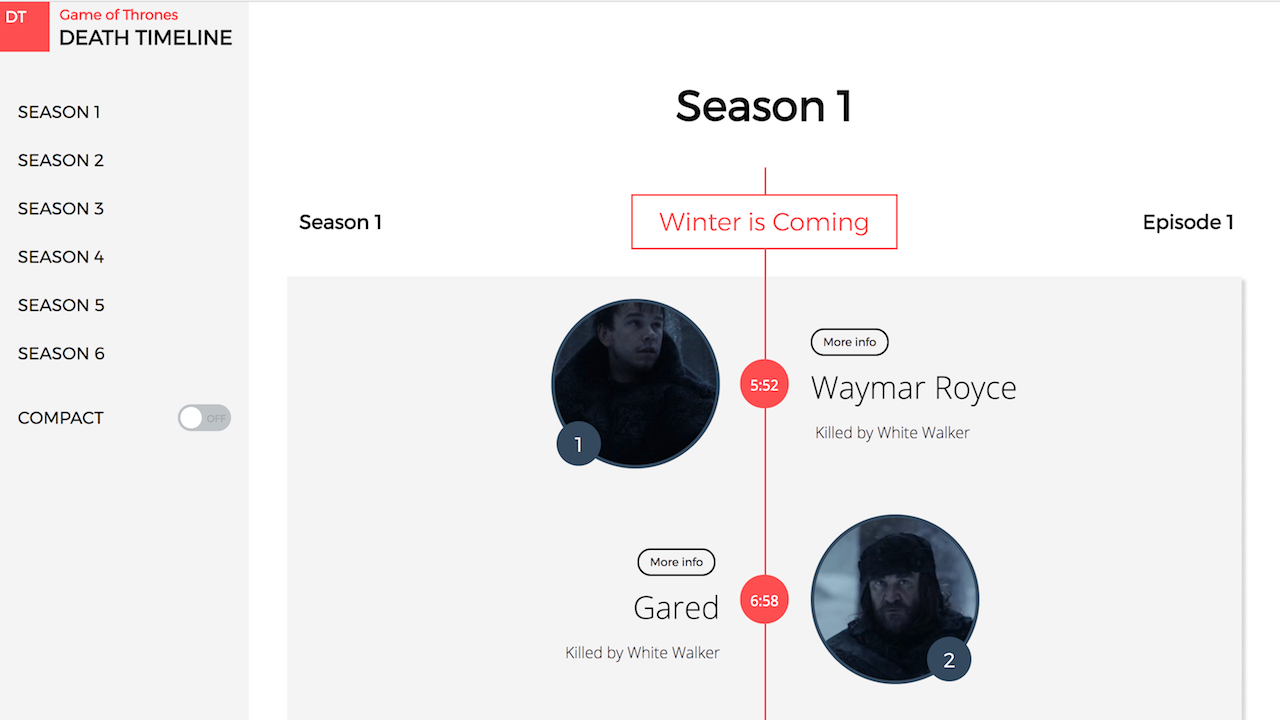 DT
Game of Thrones
DEATH TIMELINE
SEASON 1
SEASON 2
SEASON 3
SEASON 4
SEASON 5
SEASON 6
COMPACT
OFF
Season 1
Season 1
Winter is Coming
Episode 1
More info
5:52
Waymar Royce
Killed by White Walker
1
More info
6:58
Gared
Killed by White Walker
2